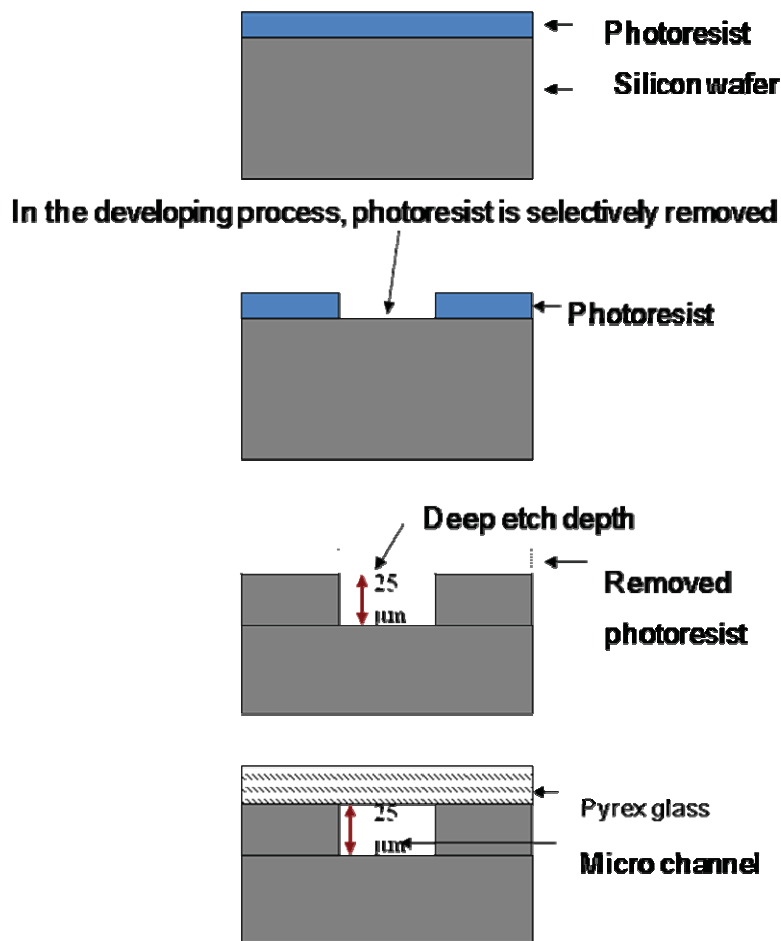 Photoresist
Silicon wafer
In the developing process, photoresist is selectively removed
Photoresist
Deep etch depth
25
µm
Removed
photoresist
25
µm
Pyrex glass
Micro channel